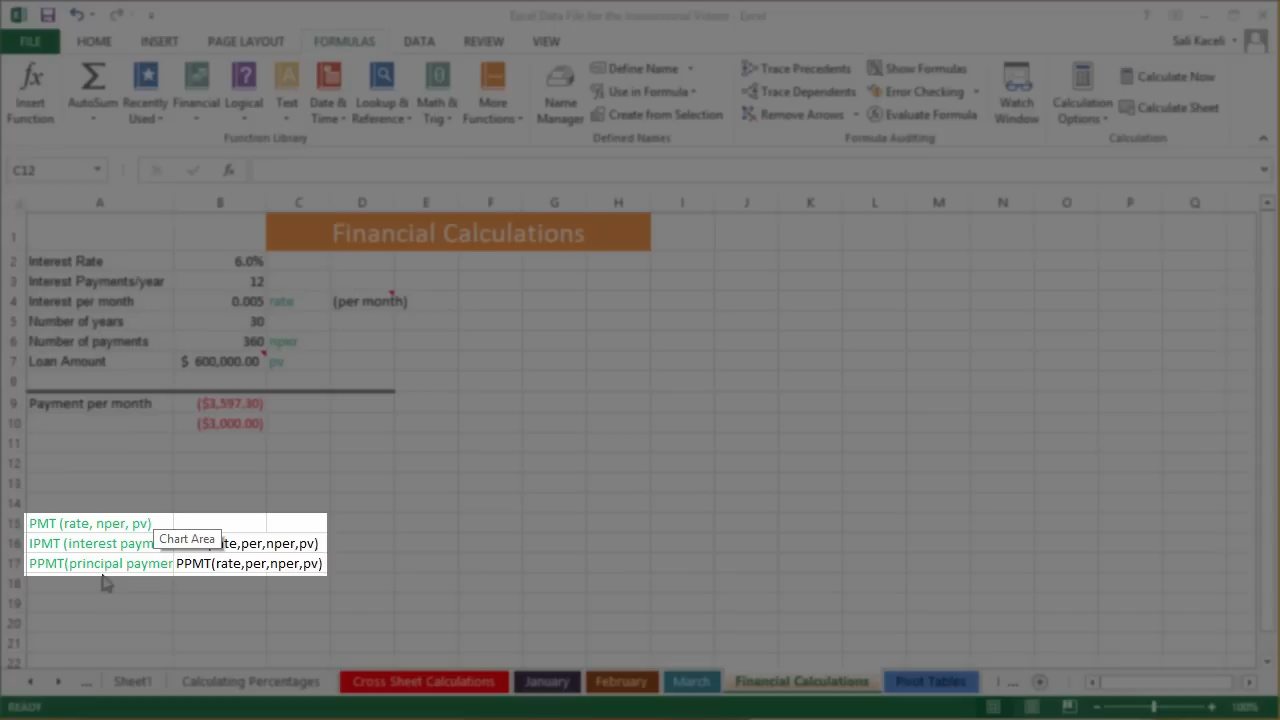 Excel Data File for the Instructional Videos - Excel
FILE HOME INSERT PAGE LAYOUT FORMULAS DATA REVIEW VIEW Sali Kaceli
Insert Function
AutoSum
Recently Used
Financial
Logical
Text
Date & Time
Lookup & Reference
Math & Trig
More Functions
Function Library
Name Manager
Define Name
Use in Formula
Create from Selection
Defined Names
Trace Precedents
Trace Dependents
Remove Arrows
Show Formulas
Error Checking
Evaluate Formula
Formula Auditing
Watch Window
Calculation Options
Calculate Now
Calculate Sheet
Calculation
C12 fx
A B C D E F G H I J K L M N O P Q
1 Financial Calculations
2 Interest Rate 6.0%
3 Interest Payments/year 12
4 Interest per month 0.005 rate (per month)
5 Number of years 30
6 Number of payments 360 nper
7 Loan Amount $ 600,000.00 pv
8
9 Payment per month ($3,597.30)
10 ($3,000.00)
11
12
13
14
15 PMT (rate, nper, pv)
Chart Area
16 IPMT (interest paym te,per,nper,pv)
17 PPMT(principal paymer PPMT(rate,per,nper,pv)
18
19
20
21
22
... Sheet1 Calculating Percentages Cross Sheet Calculations January February March Financial Calculations Pivot Tables ...
READY 100%